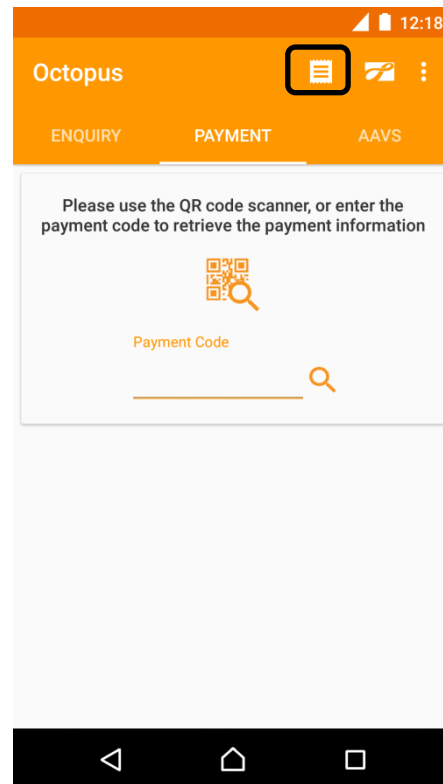 12:18
Octopus
ENQUIRY PAYMENT AAVS
Please use the QR code scanner, or enter the
payment code to retrieve the payment information
Payment Code